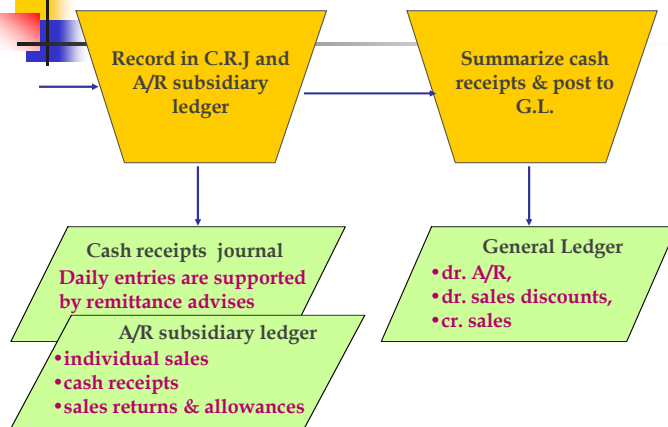 Record in C.R.J and
A/R subsidiary
ledger
Summarize cash
receipts & post to
G.L.
Cash receipts journal
Daily entries are supported
by remittance advises
A/R subsidiary ledger
•individual sales
•cash receipts
•sales returns & allowances
General Ledger
•dr. A/R,
•dr. sales discounts,
•cr. sales